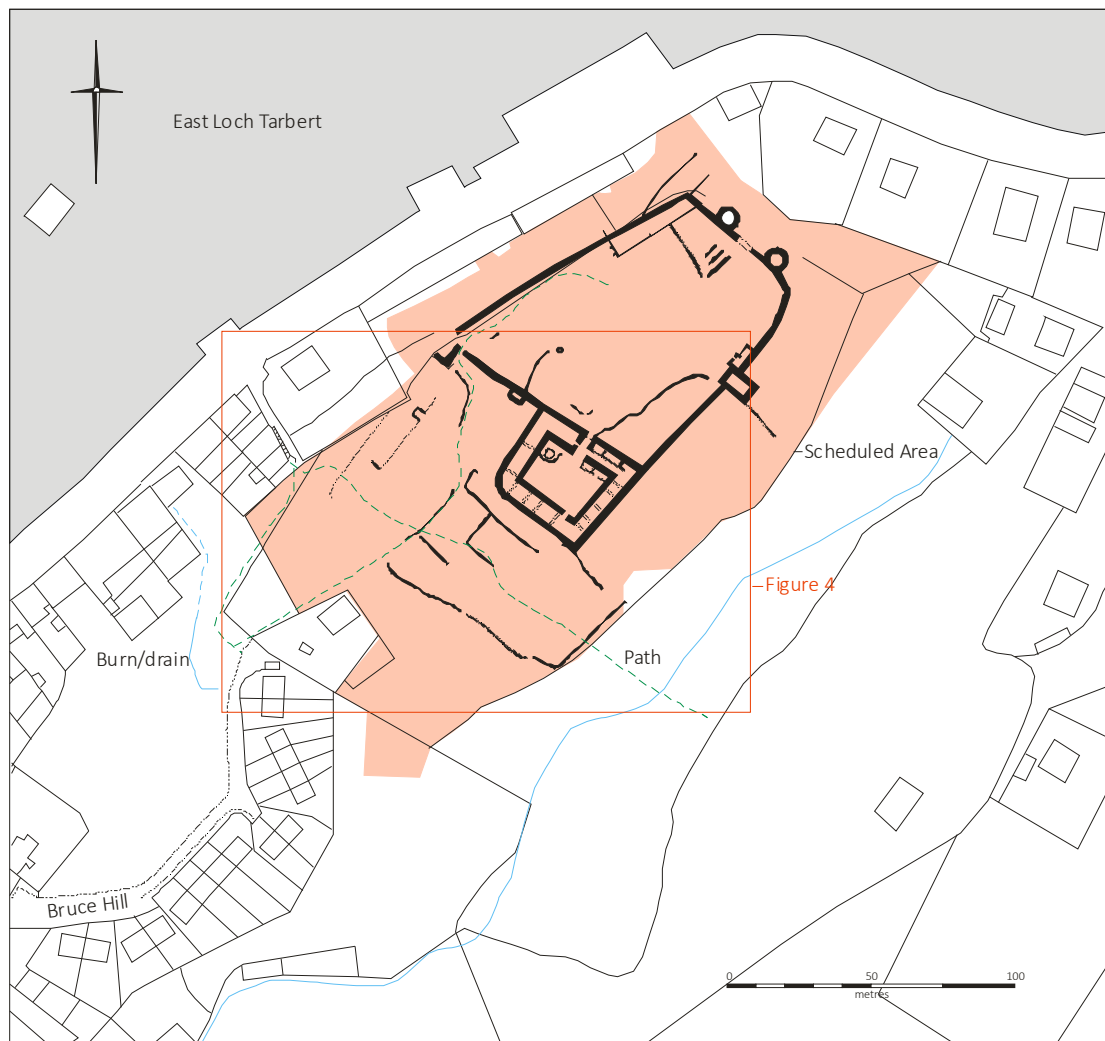 East Loch Tarbert
Scheduled Area
Figure 4
Burn/drain
Path
Bruce Hill
0 50 100
metres